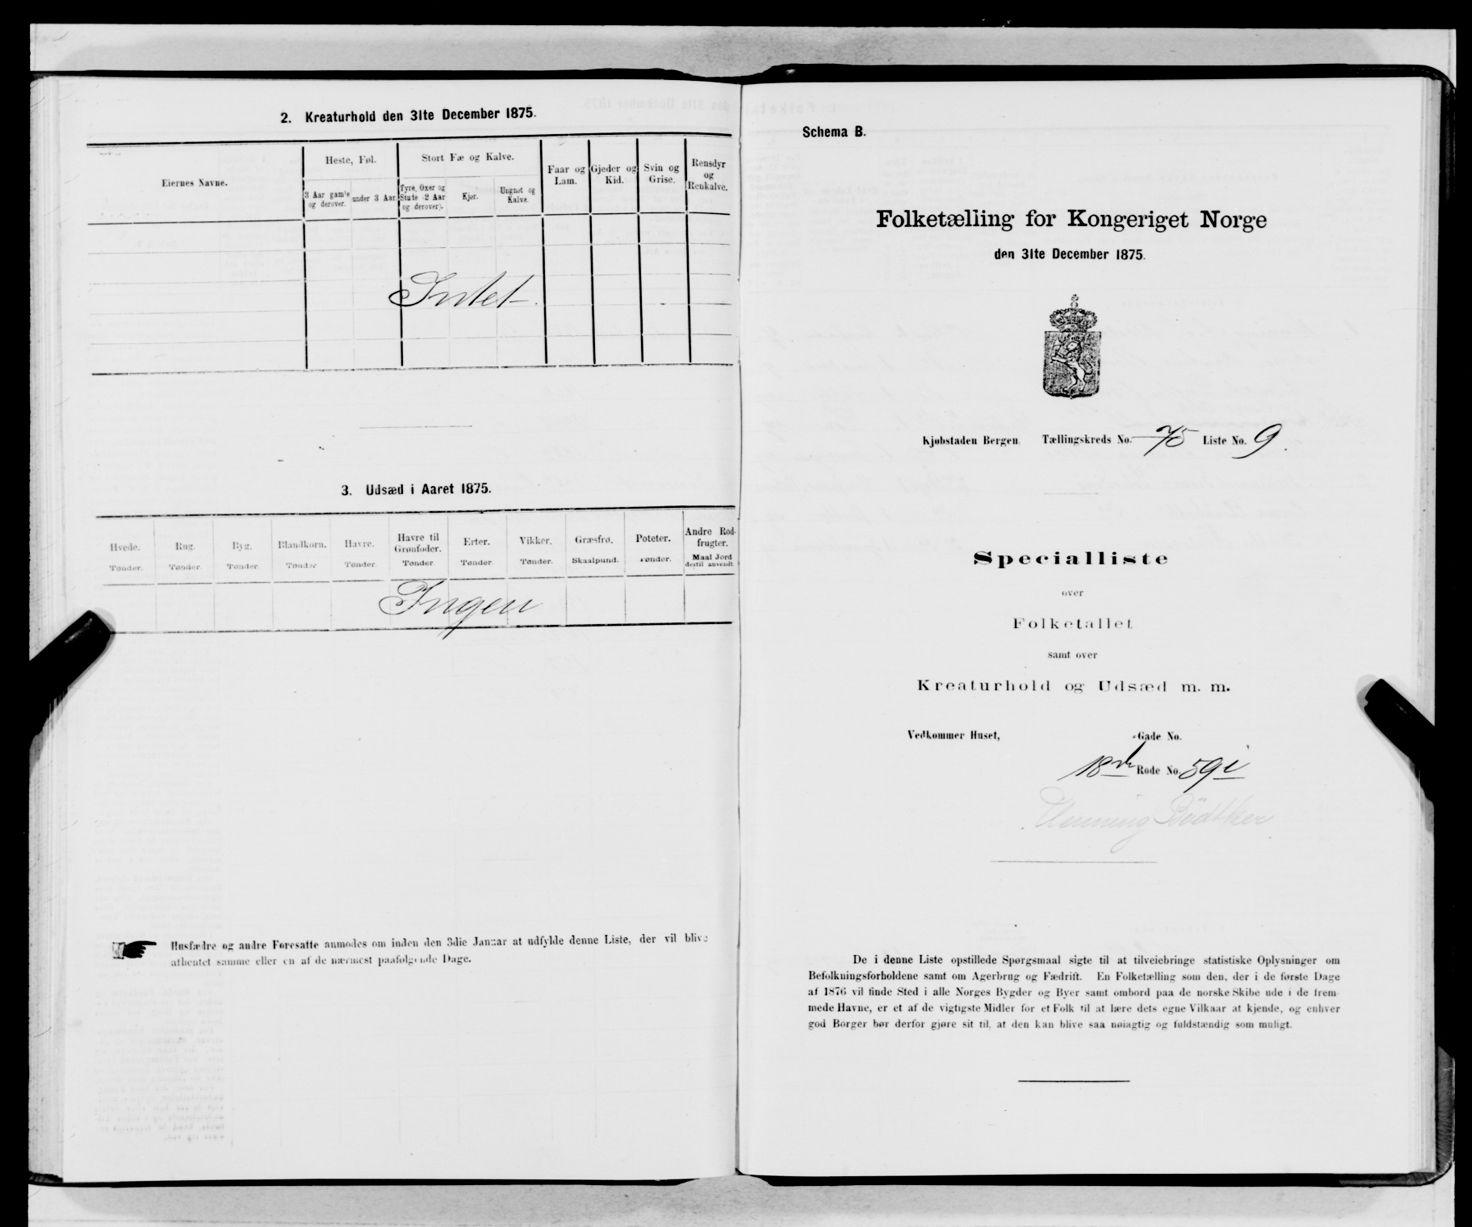 2. Kreaturhold den 31te December 1875.
Eiernes Navne.
Heste, Føl.
Stort Fæ og Kalve.
Faar og Lam.
Gjeder og Kid.
Svin og Grise.
Rensdyr og Renkalve.
3 Aar gamle og derover.
under 3 Aar.
Tyre, Oxer og Stude (2 Aar og derover).
Kjør.
Ungnøt og Kalve.
Intet
3. Udsæd i Aaret 1875.
Hvede.
Rug.
Byg.
Blandkorn.
Havre.
Havre til Grønfoder.
Erter.
Vikker.
Græsfrø.
Poteter.
Andre Rodfrugter.
Tønder.
Tønder.
Tønder.
Tønder
Tønder.
Tønder.
Tønder.
Tønder.
Skaalpund.
Tønder.
Maal Jord dertil anvendt.
Ingen
Husfædre og andre Foresatte anmodes om inden den 3die Januar at udfylde denne Liste, der vil blive
afhentet samme eller en af de nærmest paafølgende Dage.
Schema B.
Folketælling for Kongeriget Norge
den 31te December 1875.
Kjøbstaden Bergen. Tællingskreds No. 75 Liste No. 9.
Specialliste
over
Folketallet
samt over
Kreaturhold og Udsæd m. m.
Vedkommer Huset, -Gade No.
18de Rode No. 59i
Henning Bödtker
De i denne Liste opstillede Spørgsmaal sigte til at tilveiebringe statistiske Oplysninger om
Befolkningsforholdene samt om Agerbrug og Fædrift. En Folketælling som den, der i de første Dage
af 1876 vil finde Sted i alle Norges Bygder og Byer samt ombord paa de norske Skibe ude i de frem-
mede Havne, er et af de vigtigste Midler for et Folk til at lære dets egne Vilkaar at kjende, og enhver
god Borger bør derfor gjøre sit til, at den kan blive saa nøiagtig og fuldstændig som muligt.